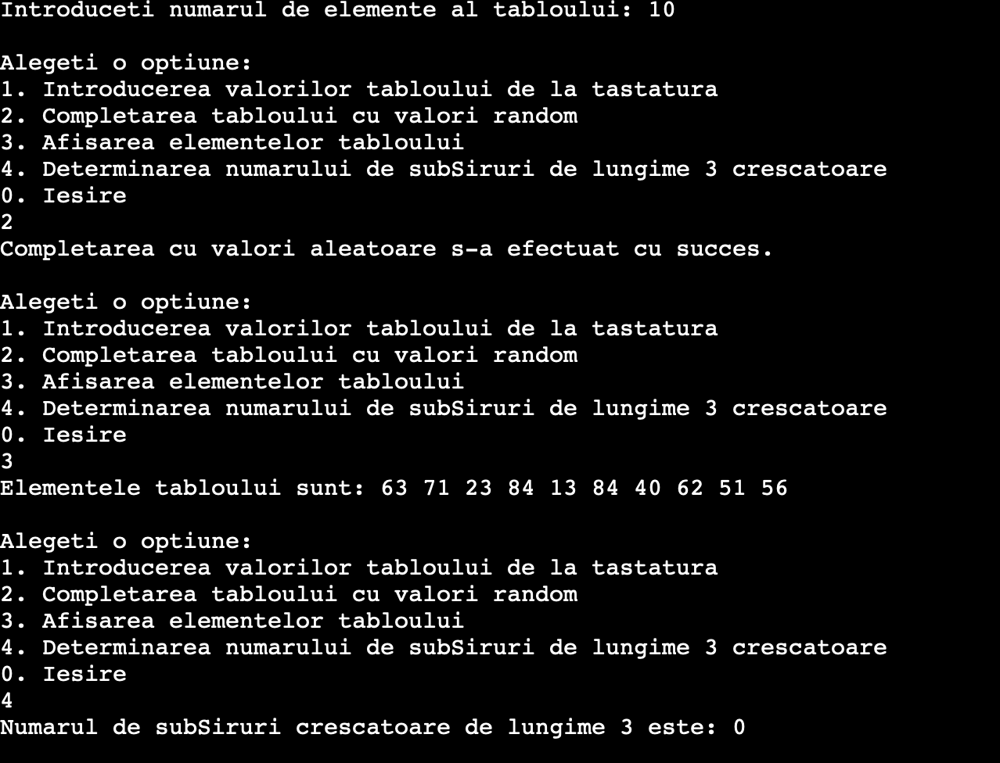 Introduceti numarul de elemente al tabloului: 10
Alegeti o optiune:
1. Introducerea valorilor tabloului de la tastatura
2. Completarea tabloului cu valori random
3. Afisarea elementelor tabloului
4. Determinarea numarului de subSiruri de lungime 3 crescatoare
0. Iesire
2
Completarea cu valori aleatoare s-a efectuat cu succes.
Alegeti o optiune:
1. Introducerea valorilor tabloului de la tastatura
2. Completarea tabloului cu valori random
3. Afisarea elementelor tabloului
4. Determinarea numarului de subSiruri de lungime 3 crescatoare
0. Iesire
3
Elementele tabloului sunt: 63 71 23 84 13 84 40 62 51 56
Alegeti o optiune:
1. Introducerea valorilor tabloului de la tastatura
2. Completarea tabloului cu valori random
3. Afisarea elementelor tabloului
4. Determinarea numarului de subSiruri de lungime 3 crescatoare
0. Iesire
4
Numarul de subSiruri crescatoare de lungime 3 este: 0